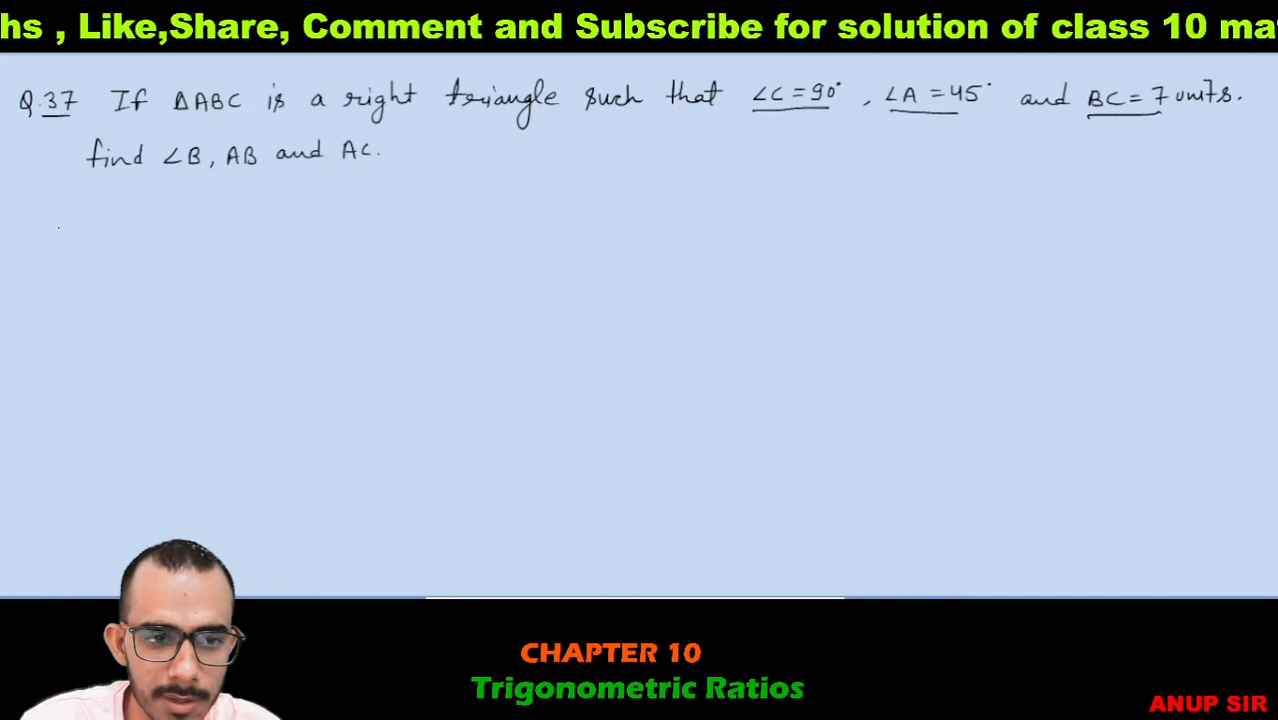 hs , Like,Share, Comment and Subscribe for solution of class 10 ma
Q.37 If ΔABC is a right triangle such that ∠C = 90° , ∠A = 45° and BC = 7 units.
find ∠B, AB and AC.
CHAPTER 10
Trigonometric Ratios
ANUP SIR